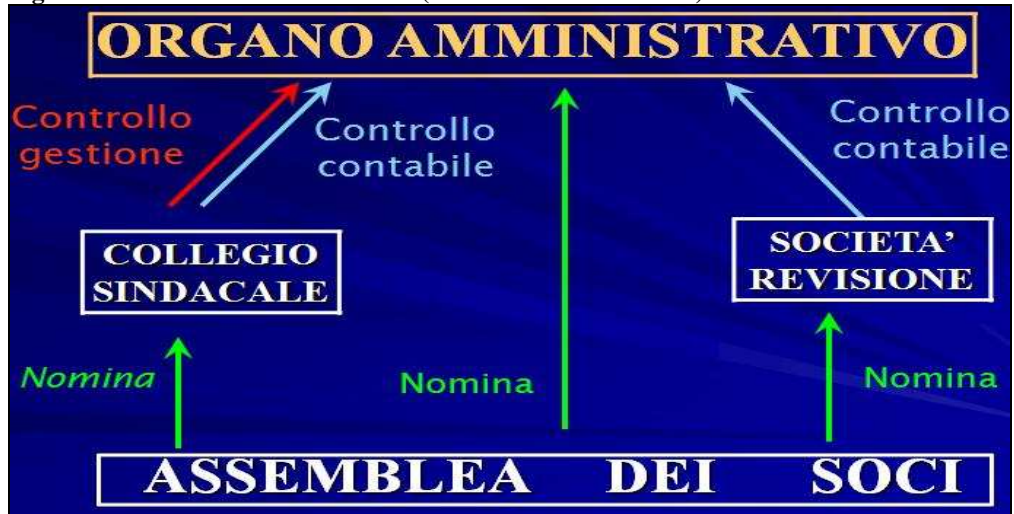 ORGANO AMMINISTRATIVO
Controllo
gestione
Controllo
contabile
Controllo
contabile
COLLEGIO
SINDACALE
SOCIETA’
REVISIONE
Nomina
Nomina
Nomina
ASSEMBLEA DEI SOCI